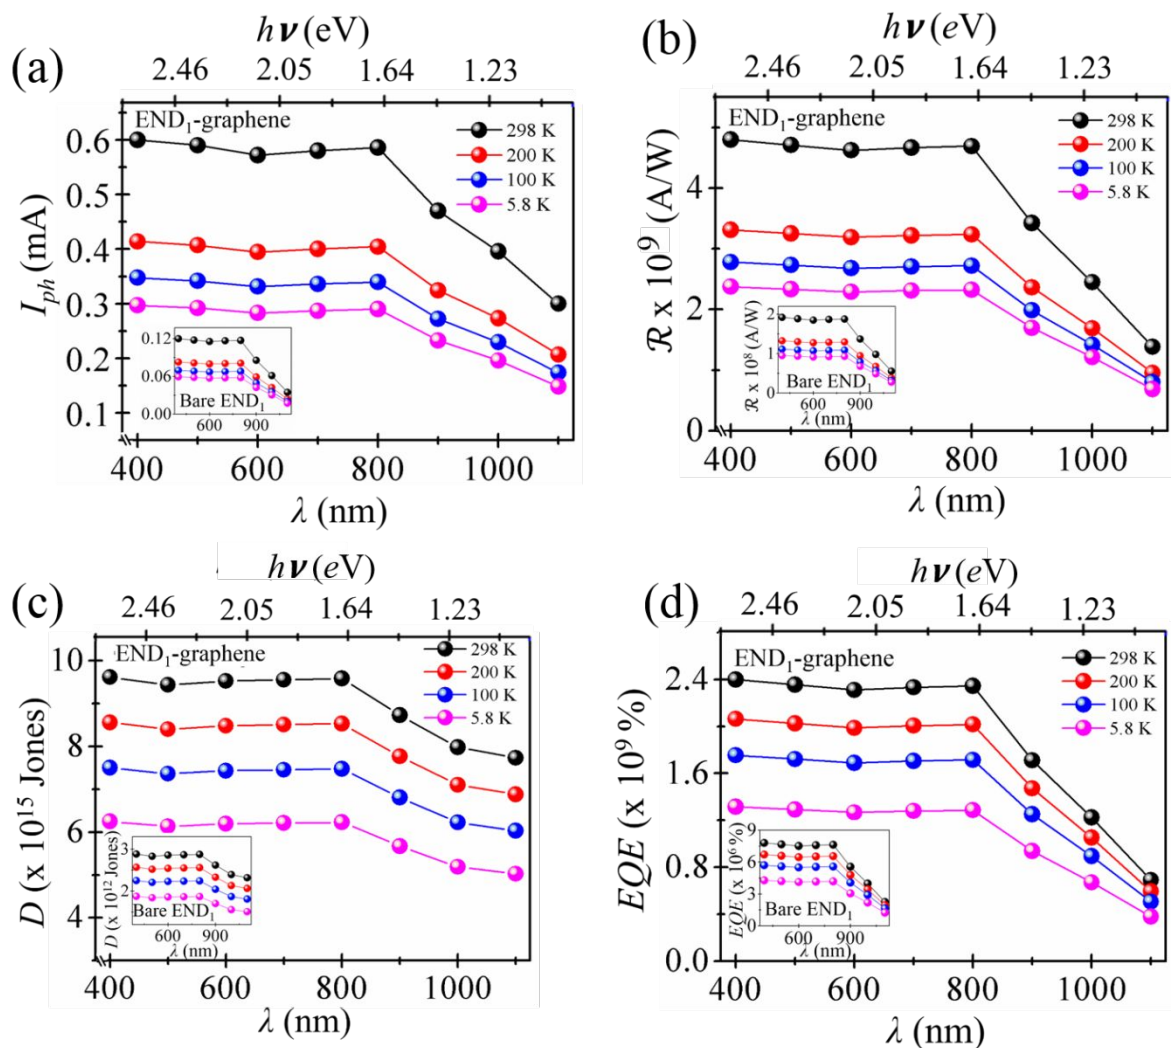 (a)
hν (eV)
2.46 2.05 1.64 1.23
END₁-graphene
298 K
200 K
100 K
5.8 K
I_ph (mA)
0.6
0.5
0.4
0.3
0.2
0.1
0.12
0.06
0.00
Bare END₁
600 900
400 600 800 1000
λ (nm)
(b)
hν (eV)
2.46 2.05 1.64 1.23
END₁-graphene
298 K
200 K
100 K
5.8 K
ℛ x 10⁹ (A/W)
4
2
0
ℛ x 10⁸ (A/W)
2
1
0
Bare END₁
600 900
λ (nm)
400 600 800 1000
λ (nm)
(c)
hν (eV)
2.46 2.05 1.64 1.23
END₁-graphene
298 K
200 K
100 K
5.8 K
D (x 10¹⁵ Jones)
10
8
6
4
D (x 10¹² Jones)
3
2
Bare END₁
600 900
λ (nm)
400 600 800 1000
λ (nm)
(d)
hν (eV)
2.46 2.05 1.64 1.23
END₁-graphene
298 K
200 K
100 K
5.8 K
EQE (x 10⁹ %)
2.4
1.6
0.8
0.0
EQE (x 10⁶ %)
9
6
3
0
Bare END₁
600 900
λ (nm)
400 600 800 1000
λ (nm)